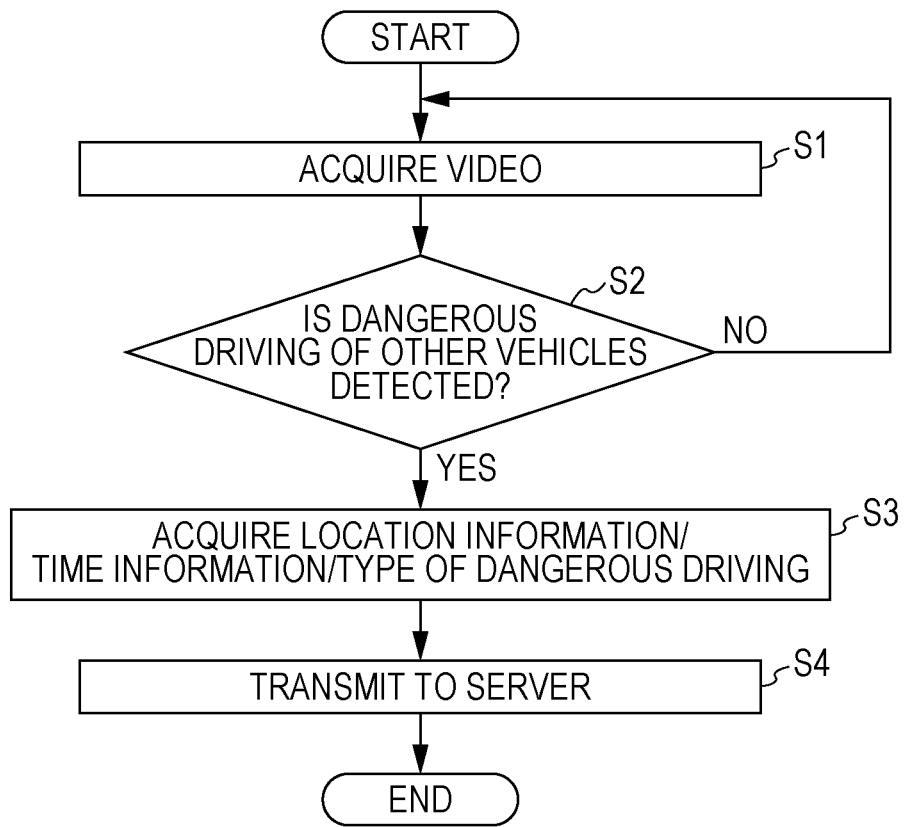 START
ACQUIRE VIDEO
S1
IS DANGEROUS
DRIVING OF OTHER VEHICLES
DETECTED?
S2
NO
YES
ACQUIRE LOCATION INFORMATION/
TIME INFORMATION/TYPE OF DANGEROUS DRIVING
S3
TRANSMIT TO SERVER
S4
END